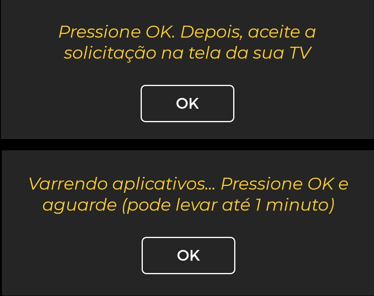 Pressione OK. Depois, aceite a
solicitação na tela da sua TV
OK
Varrendo aplicativos... Pressione OK e
aguarde (pode levar até 1 minuto)
OK